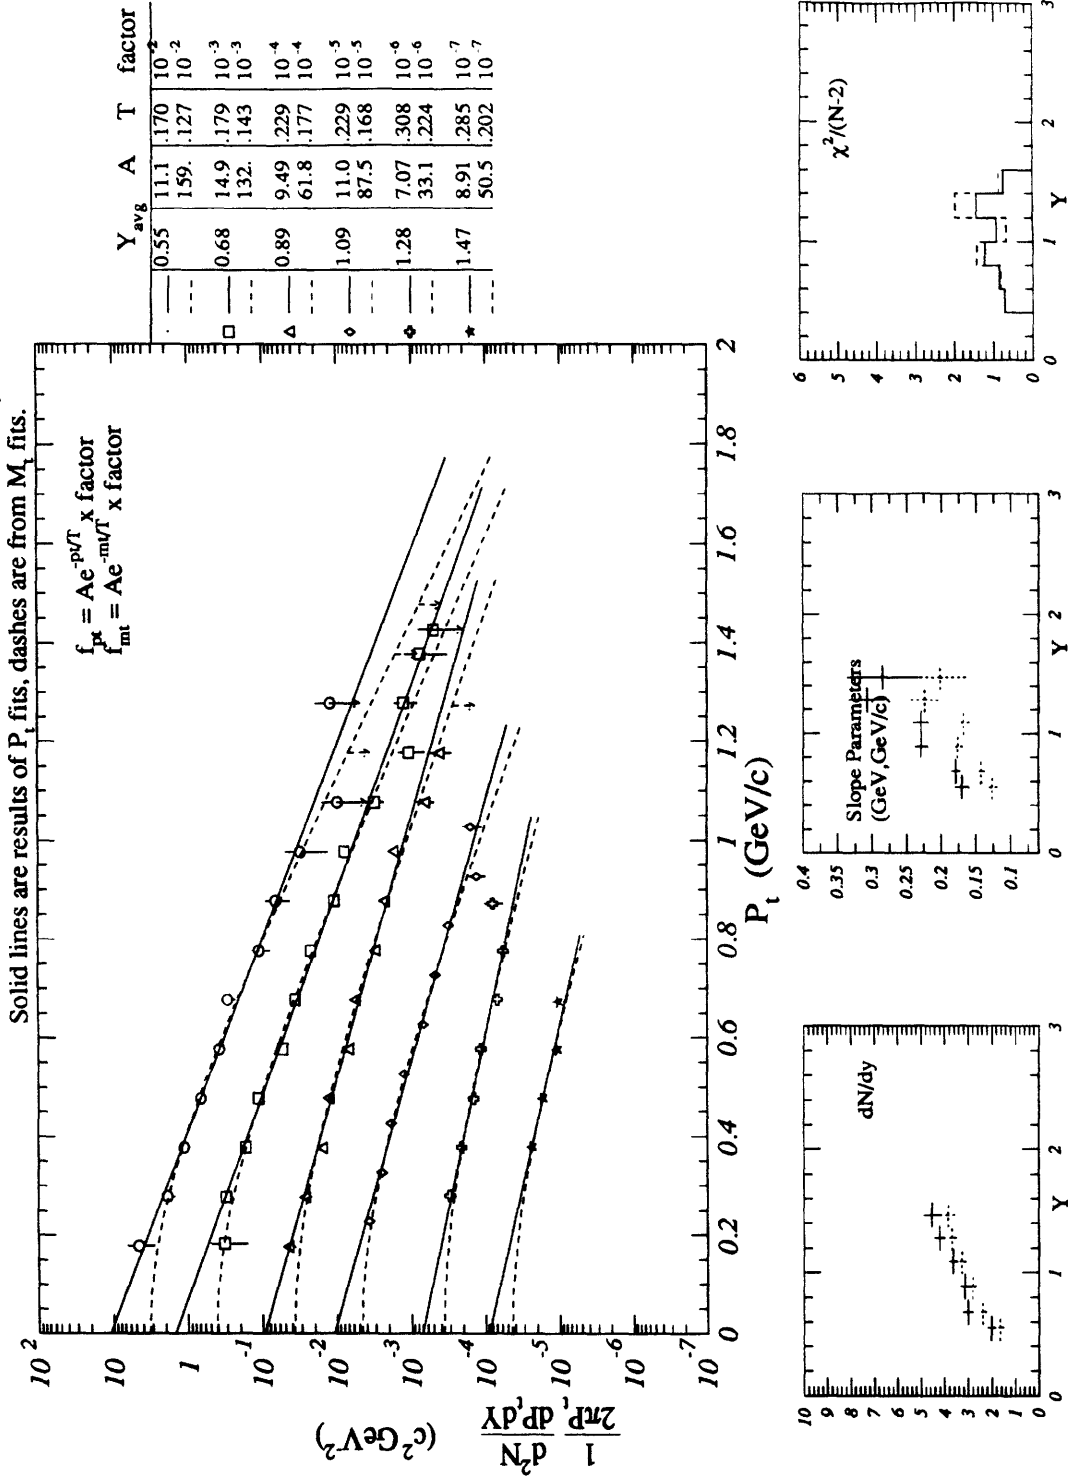 Solid lines are results of Pt fits, dashes are from Mt fits.
f_pt = Ae^-pt/T x factor
f_mt = Ae^-mt/T x factor
Y_avg A T factor
0.55 11.1 .170 10^-2
159. .127 10^-2
0.68 14.9 .179 10^-3
132. .143 10^-3
0.89 9.49 .229 10^-4
61.8 .177 10^-4
1.09 11.0 .229 10^-5
87.5 .168 10^-5
1.28 7.07 .308 10^-6
33.1 .224 10^-6
1.47 8.91 .285 10^-7
50.5 .202 10^-7
10^2
10
1
10^-1
10^-2
10^-3
10^-4
10^-5
10^-6
10^-7
1/2πPt d²N/dPt dY (c²GeV^-2)
0 0.2 0.4 0.6 0.8 1 1.2 1.4 1.6 1.8 2
Pt (GeV/c)
10
9
8
7
6
5
4
3
2
1
0
dN/dy
0 1 2 3
Y
0.4
0.35
0.3
0.25
0.2
0.15
0.1
Slope Parameters
(GeV,GeV/c)
0 1 2 3
Y
6
5
4
3
2
1
0
χ²/(N-2)
0 1 2 3
Y